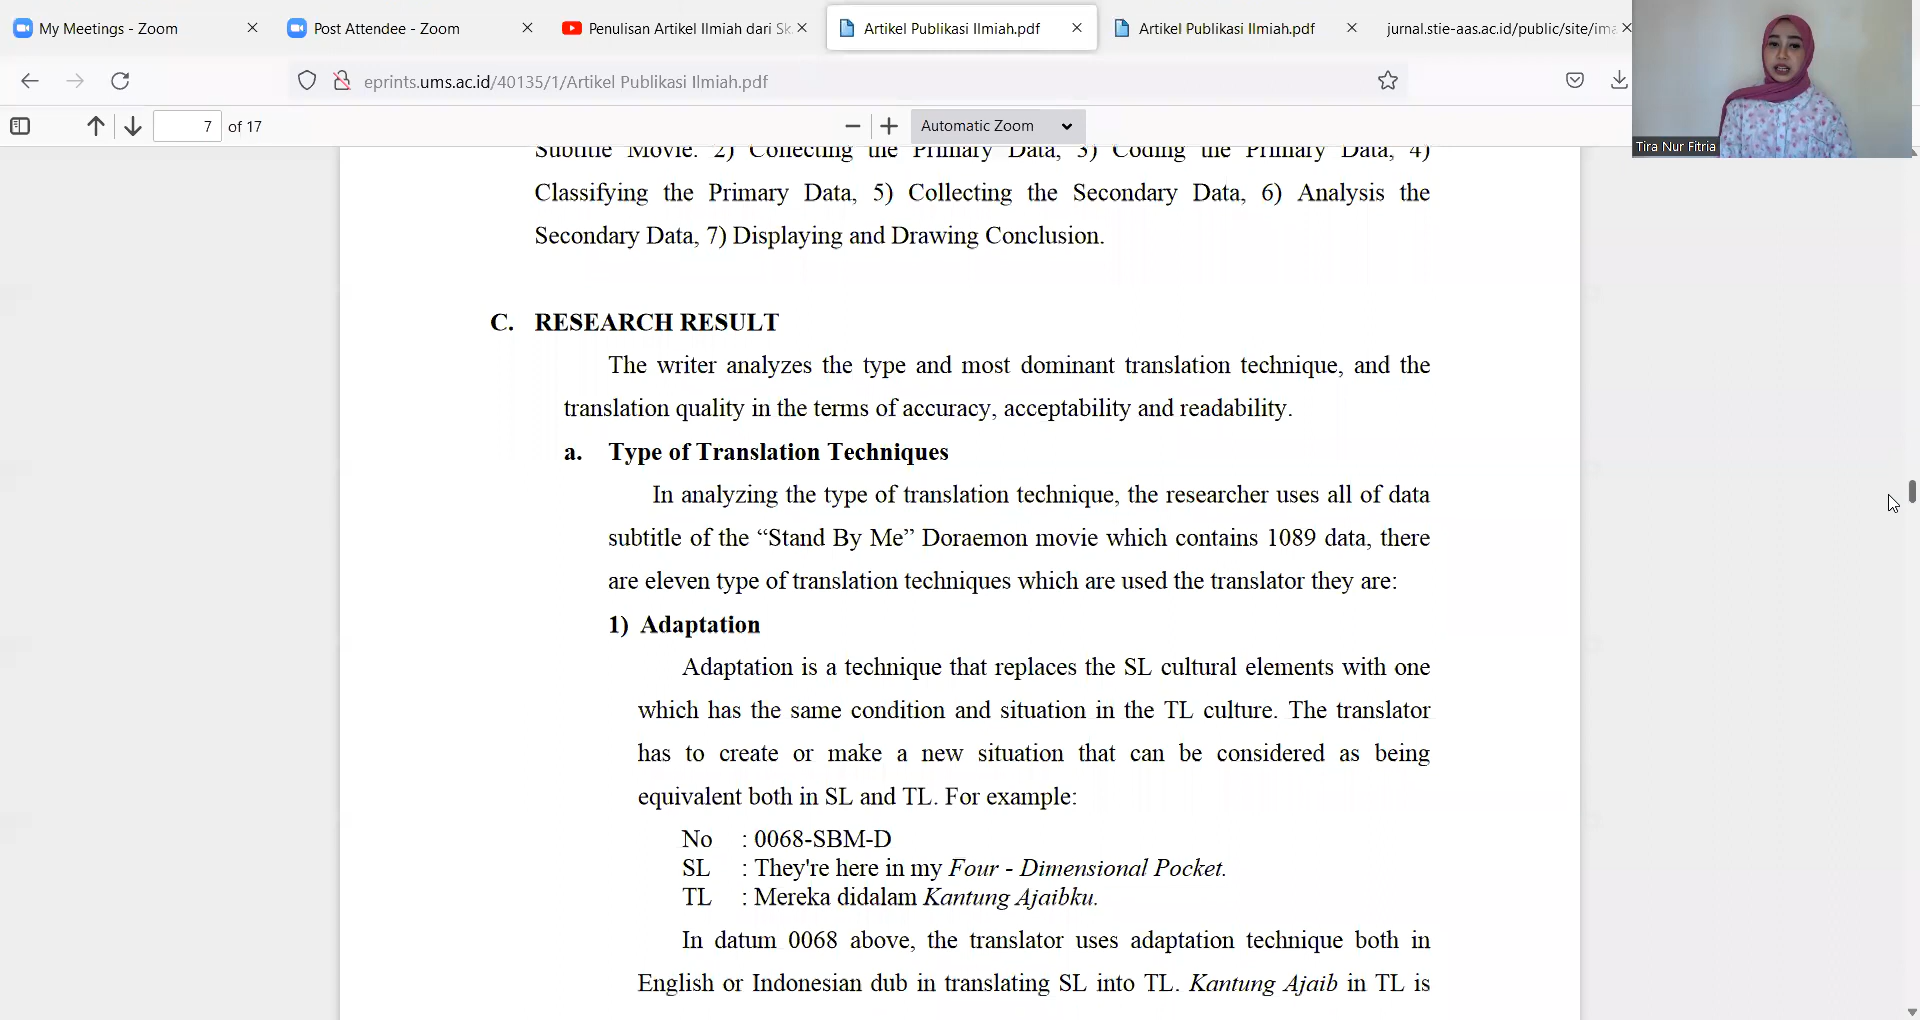 My Meetings - Zoom
Post Attendee - Zoom
Penulisan Artikel Ilmiah dari Sk
Artikel Publikasi Ilmiah.pdf
Artikel Publikasi Ilmiah.pdf
jurnal.stie-aas.ac.id/public/site/ima
eprints.ums.ac.id/40135/1/Artikel Publikasi Ilmiah.pdf
7 of 17
Automatic Zoom
Tira Nur Fitria
Subtitle Movie. 2) Collecting the Primary Data, 3) Coding the Primary Data, 4)
Classifying the Primary Data, 5) Collecting the Secondary Data, 6) Analysis the
Secondary Data, 7) Displaying and Drawing Conclusion.
C. RESEARCH RESULT
The writer analyzes the type and most dominant translation technique, and the
translation quality in the terms of accuracy, acceptability and readability.
a. Type of Translation Techniques
In analyzing the type of translation technique, the researcher uses all of data
subtitle of the “Stand By Me” Doraemon movie which contains 1089 data, there
are eleven type of translation techniques which are used the translator they are:
1) Adaptation
Adaptation is a technique that replaces the SL cultural elements with one
which has the same condition and situation in the TL culture. The translator
has to create or make a new situation that can be considered as being
equivalent both in SL and TL. For example:
No : 0068-SBM-D
SL : They're here in my Four - Dimensional Pocket.
TL : Mereka didalam Kantung Ajaibku.
In datum 0068 above, the translator uses adaptation technique both in
English or Indonesian dub in translating SL into TL. Kantung Ajaib in TL is